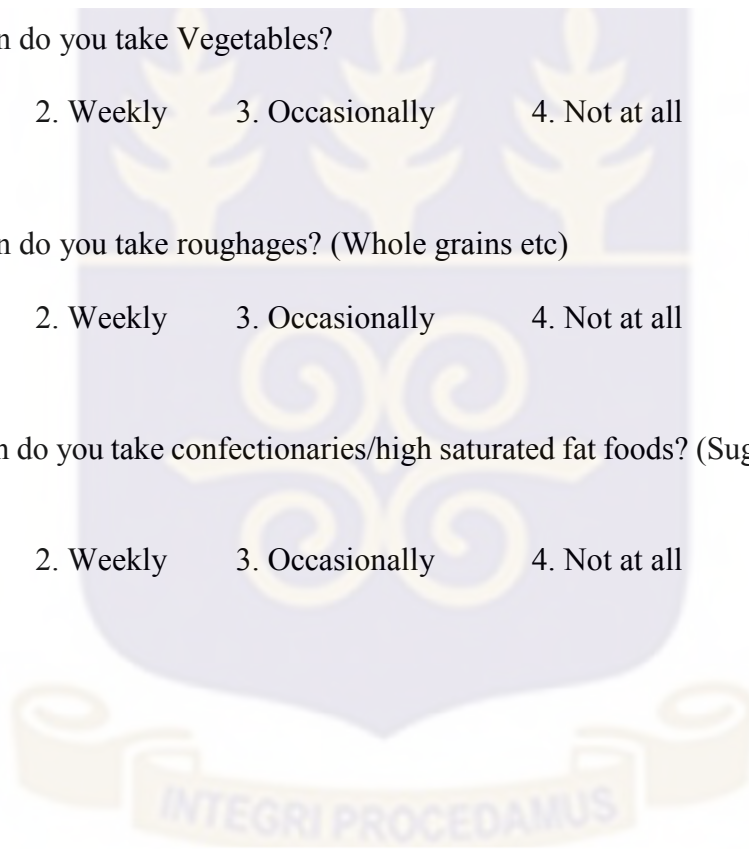 n do you take Vegetables?
2. Weekly 3. Occasionally 4. Not at all
n do you take roughages? (Whole grains etc)
2. Weekly 3. Occasionally 4. Not at all
n do you take confectionaries/high saturated fat foods? (Sug
2. Weekly 3. Occasionally 4. Not at all
INTEGRI PROCEDAMUS